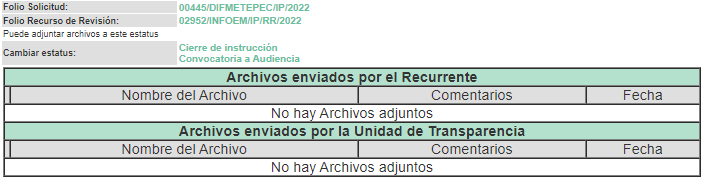 Folio Solicitud: 00445/DIFMETEPEC/IP/2022
Folio Recurso de Revisión: 02952/INFOEM/IP/RR/2022
Puede adjuntar archivos a este estatus
Cambiar estatus: Cierre de instrucción
Convocatoria a Audiencia
Archivos enviados por el Recurrente
Nombre del Archivo Comentarios Fecha
No hay Archivos adjuntos
Archivos enviados por la Unidad de Transparencia
Nombre del Archivo Comentarios Fecha
No hay Archivos adjuntos